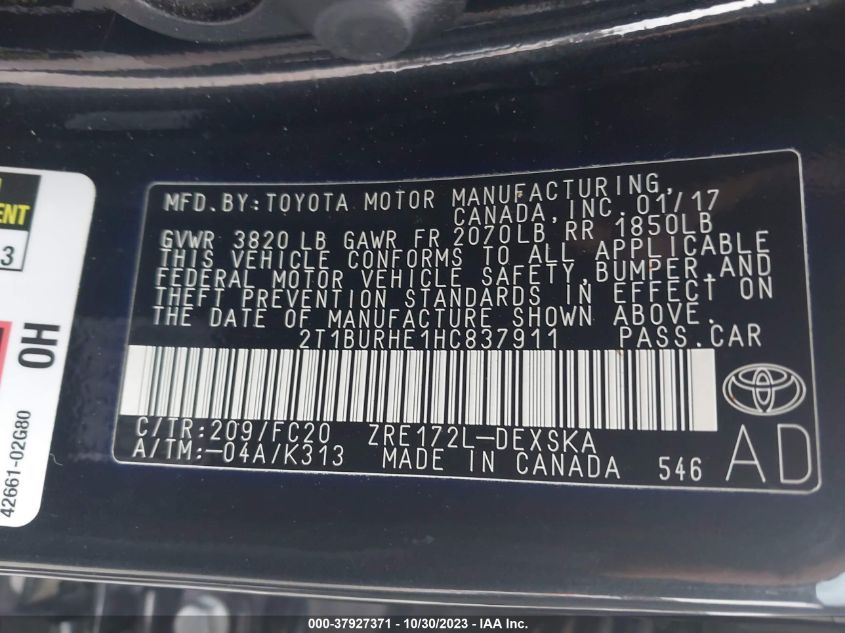 MFD. BY: TOYOTA MOTOR MANUFACTURING,
CANADA, INC. 01/17
GVWR 3820 LB GAWR FR 2070LB RR 1850LB
THIS VEHICLE CONFORMS TO ALL APPLICABLE
FEDERAL MOTOR VEHICLE SAFETY, BUMPER, AND
THEFT PREVENTION STANDARDS IN EFFECT ON
THE DATE OF MANUFACTURE SHOWN ABOVE.
2T1BURHE1HC837911 PASS. CAR
C/TR: 209/FC20 ZRE172L-DEXSKA
A/TM: -04A/K313 MADE IN CANADA 546 AD
3
OH
42661-02G80
000-37927371 - 10/30/2023 - IAA Inc.